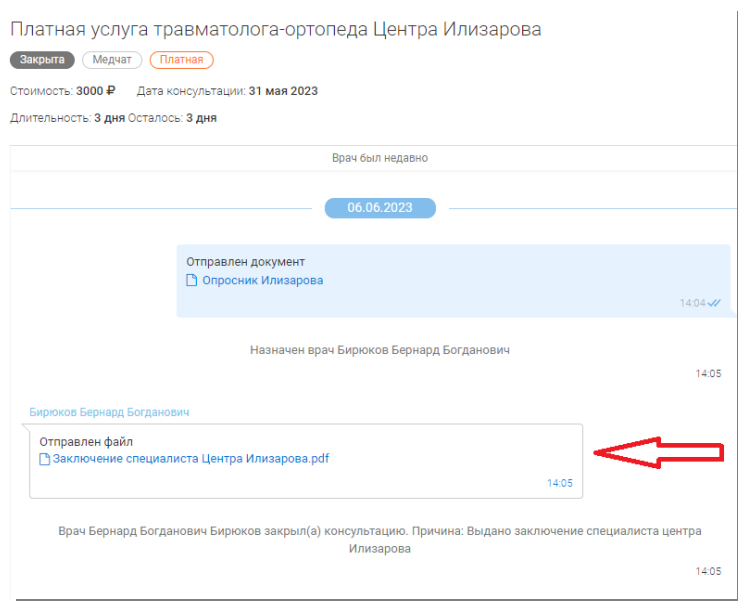 Платная услуга травматолога-ортопеда Центра Илизарова
Закрыта Медчат Платная
Стоимость: 3000 ₽ Дата консультации: 31 мая 2023
Длительность: 3 дня Осталось: 3 дня
Врач был недавно
06.06.2023
Отправлен документ
Опросник Илизарова
14:04
Назначен врач Бирюков Бернард Богданович
14:05
Бирюков Бернард Богданович
Отправлен файл
Заключение специалиста Центра Илизарова.pdf
14:05
Врач Бернард Богданович Бирюков закрыл(а) консультацию. Причина: Выдано заключение специалиста центра
Илизарова
14:05